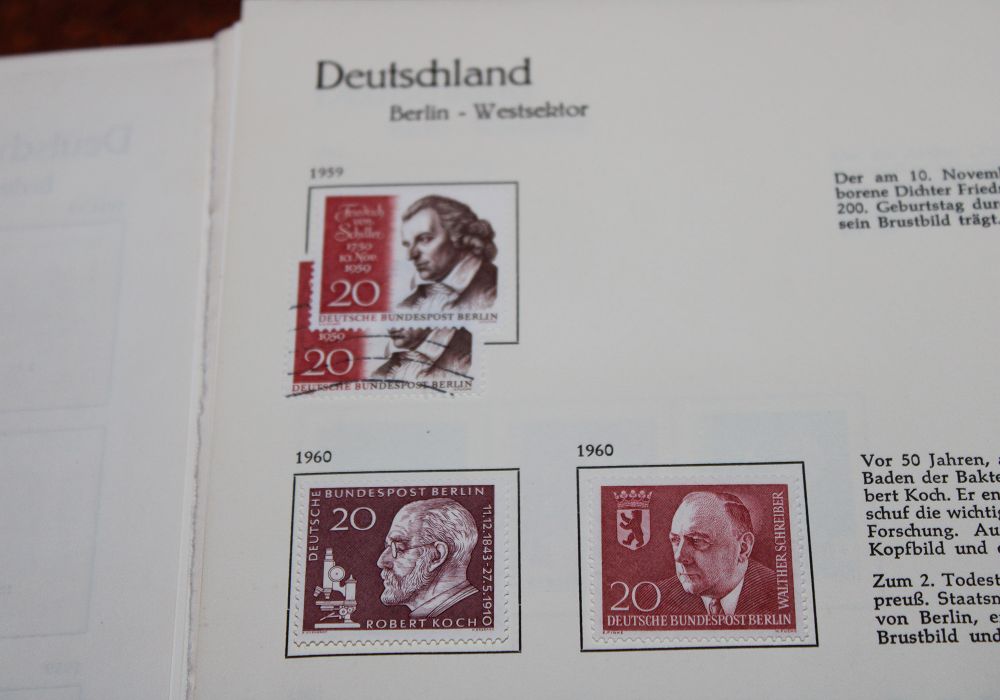 Deutschland
Berlin - Westsektor
1959
Der am 10. Novem
borene Dichter Fried
200. Geburtstag dur
sein Brustbild trägt.
Friedrich
von
Schiller
1759
10. Nov.
1959
20
DEUTSCHE BUNDESPOST BERLIN
1959
20
DEUTSCHE BUNDESPOST BERLIN
1960
DEUTSCHE BUNDESPOST BERLIN
20
11.12.1843-27.5.1910
ROBERT KOCH
1960
20
WALTHER SCHREIBER
DEUTSCHE BUNDESPOST BERLIN
Vor 50 Jahren, a
Baden der Bakte
bert Koch. Er en
schuf die wichtig
Forschung. Au
Kopfbild und
Zum 2. Todest
preuß. Staatsm
von Berlin, e
Brustbild und